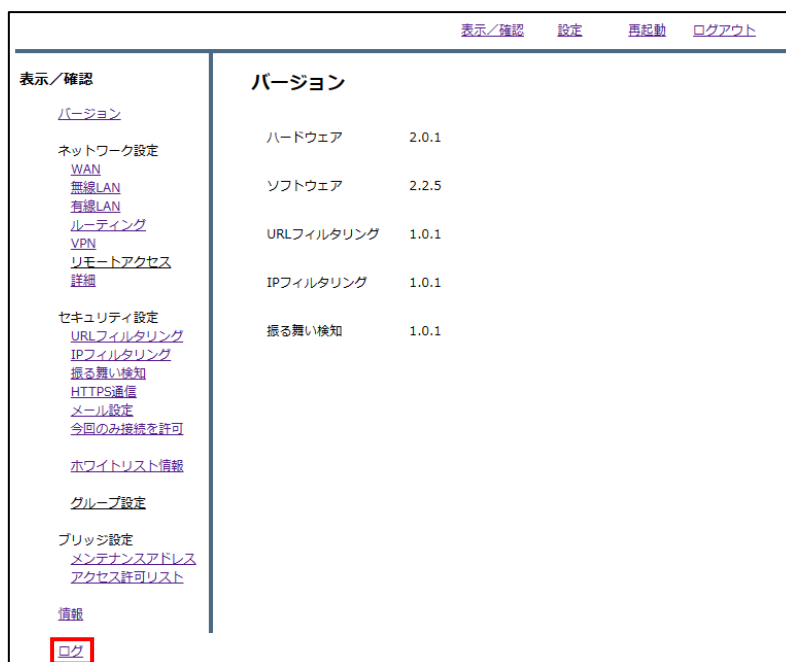 表示／確認 設定 再起動 ログアウト
表示／確認
バージョン
ネットワーク設定
WAN
無線LAN
有線LAN
ルーティング
VPN
リモートアクセス
詳細
セキュリティ設定
URLフィルタリング
IPフィルタリング
振る舞い検知
HTTPS通信
メール設定
今回のみ接続を許可
ホワイトリスト情報
グループ設定
ブリッジ設定
メンテナンスアドレス
アクセス許可リスト
情報
ログ
バージョン
ハードウェア 2.0.1
ソフトウェア 2.2.5
URLフィルタリング 1.0.1
IPフィルタリング 1.0.1
振る舞い検知 1.0.1